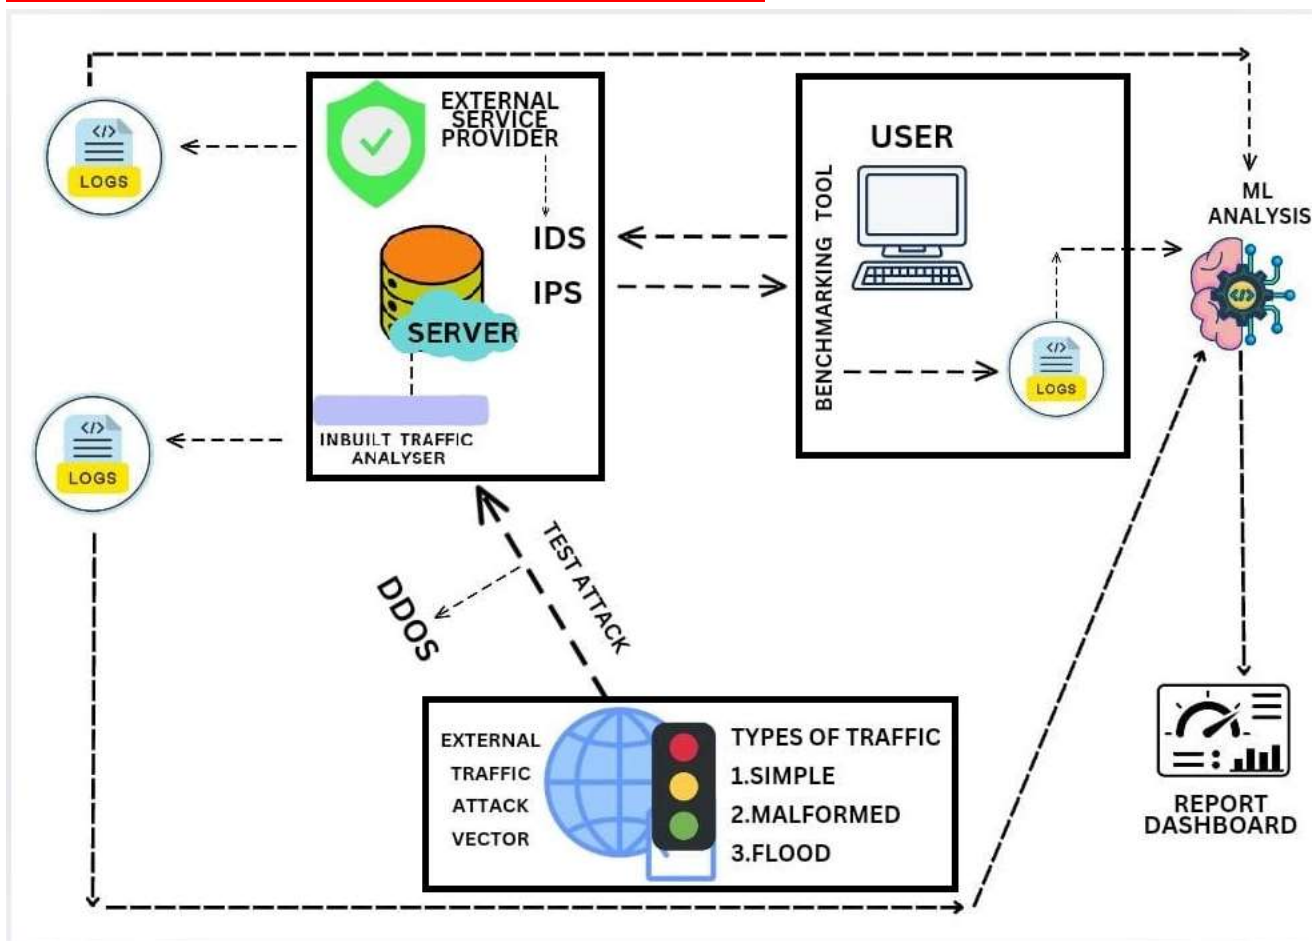 EXTERNAL
SERVICE
PROVIDER
</>
LOGS
IDS
IPS
SERVER
INBUILT TRAFFIC
ANALYSER
</>
LOGS
USER
BENCHMARKING TOOL
</>
LOGS
ML
ANALYSIS
</>
TEST ATTACK
DDOS
EXTERNAL
TRAFFIC
ATTACK
VECTOR
TYPES OF TRAFFIC
1.SIMPLE
2.MALFORMED
3.FLOOD
REPORT
DASHBOARD